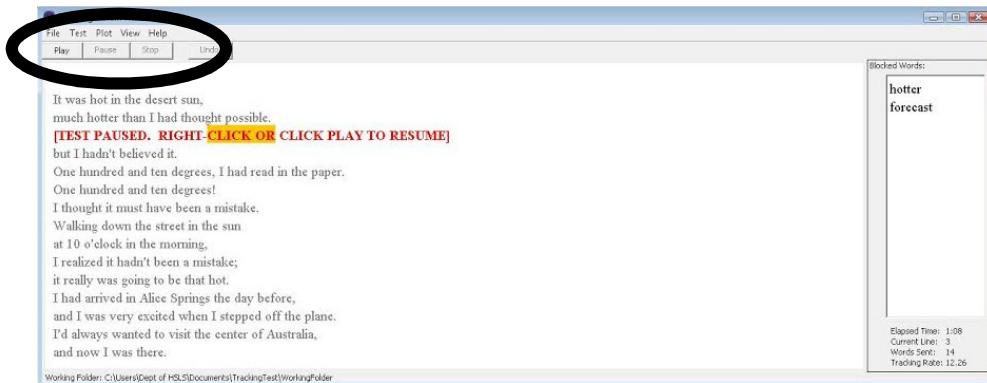 File Test Plot View Help
Play Pause Stop Undo
Blocked Words:
hotter
forecast
It was hot in the desert sun,
much hotter than I had thought possible.
[TEST PAUSED. RIGHT-CLICK OR CLICK PLAY TO RESUME]
but I hadn't believed it.
One hundred and ten degrees, I had read in the paper.
One hundred and ten degrees!
I thought it must have been a mistake.
Walking down the street in the sun
at 10 o'clock in the morning,
I realized it hadn't been a mistake;
it really was going to be that hot.
I had arrived in Alice Springs the day before,
and I was very excited when I stepped off the plane.
I'd always wanted to visit the center of Australia,
and now I was there.
Elapsed Time: 1:08
Current Line: 3
Words Sent: 14
Tracking Rate: 12.26
Working Folder: C:\Users\Dept of HSLS\Documents\TrackingTest\WorkingFolder